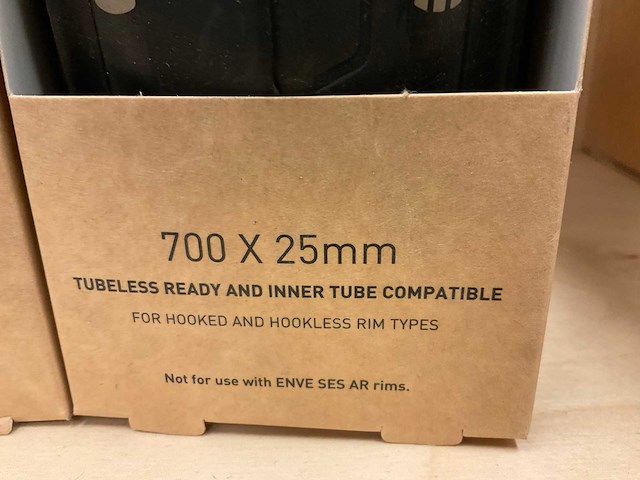 700 X 25mm
TUBELESS READY AND INNER TUBE COMPATIBLE
FOR HOOKED AND HOOKLESS RIM TYPES
Not for use with ENVE SES AR rims.